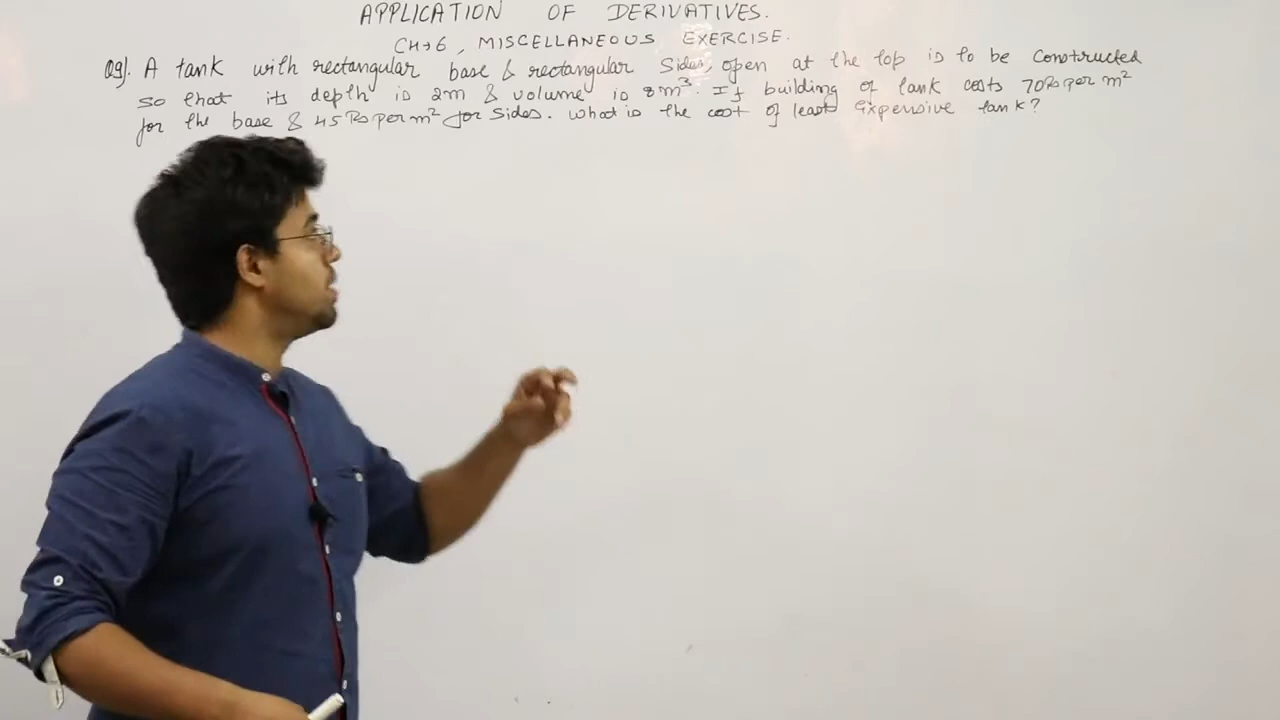 APPLICATION OF DERIVATIVES.
CH→6, MISCELLANEOUS EXERCISE.
Q9). A tank with rectangular base & rectangular sides, open at the top is to be constructed
so that its depth is 2m & volume is 8m³. If building of tank costs 70Rs per m²
for the base & 45 Rs per m² for sides. What is the cost of least expensive tank?